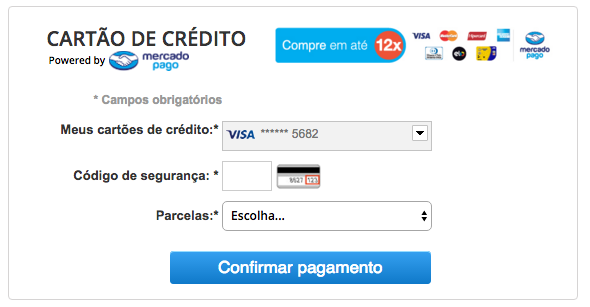 CARTÃO DE CRÉDITO
Powered by mercado pago
Compre em até 12x
VISA
elo
mercado pago
* Campos obrigatórios
Meus cartões de crédito:* VISA ****** 5682
Código de segurança: * 123
Parcelas:* Escolha...
Confirmar pagamento